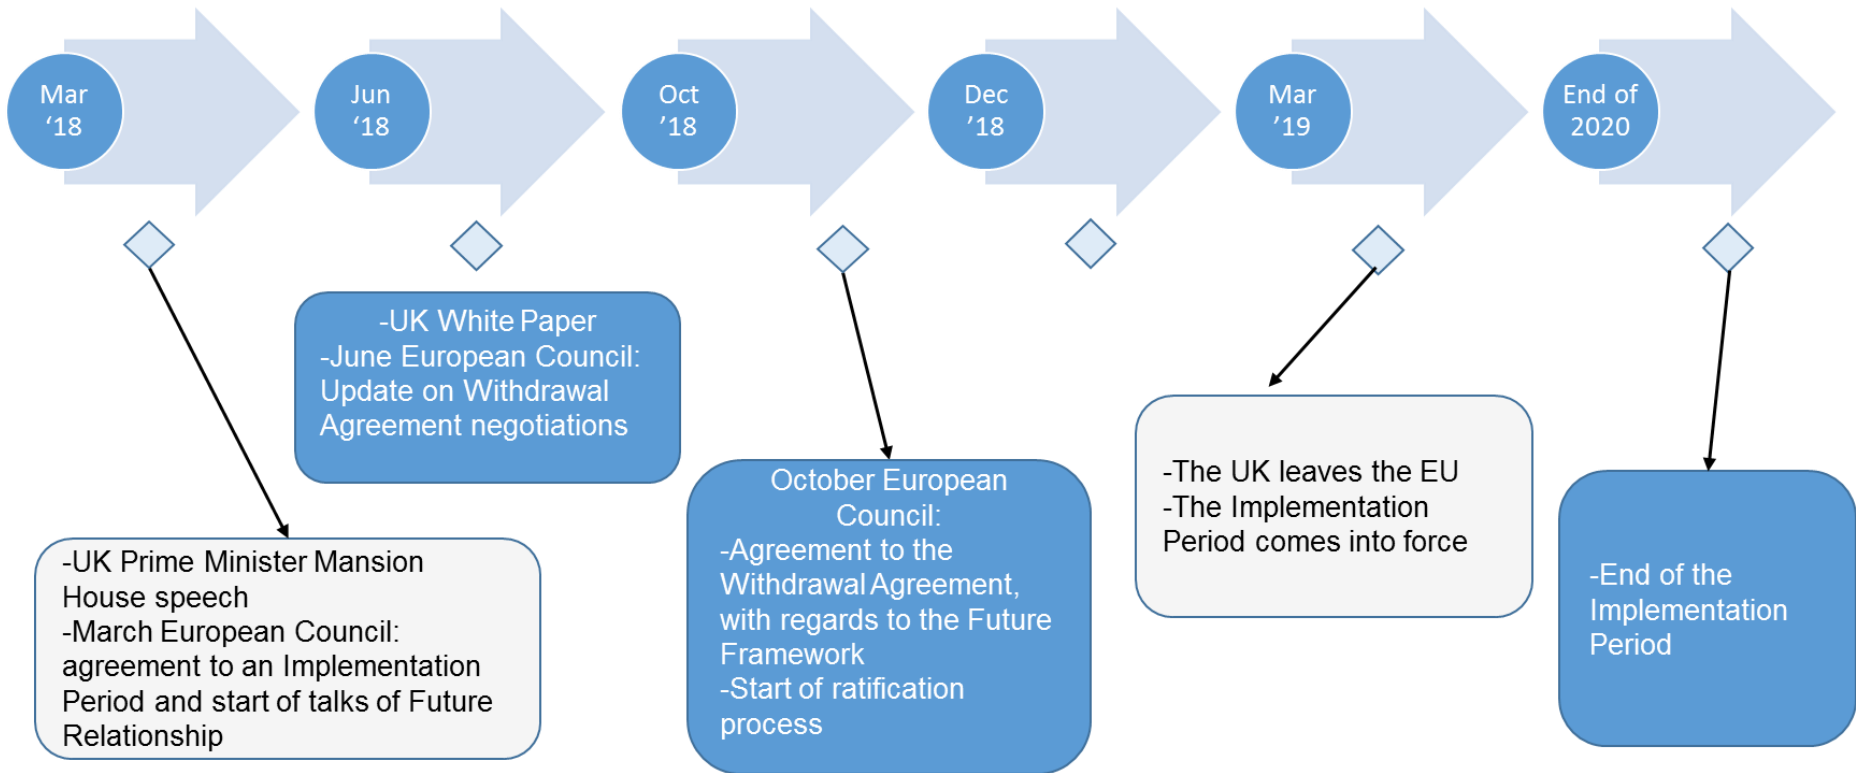 Mar
‘18
Jun
‘18
Oct
’18
Dec
’18
Mar
’19
End of
2020
-UK Prime Minister Mansion
House speech
-March European Council:
agreement to an Implementation
Period and start of talks of Future
Relationship
-UK White Paper
-June European Council:
Update on Withdrawal
Agreement negotiations
October European
Council:
-Agreement to the
Withdrawal Agreement,
with regards to the Future
Framework
-Start of ratification
process
-The UK leaves the EU
-The Implementation
Period comes into force
-End of the
Implementation
Period